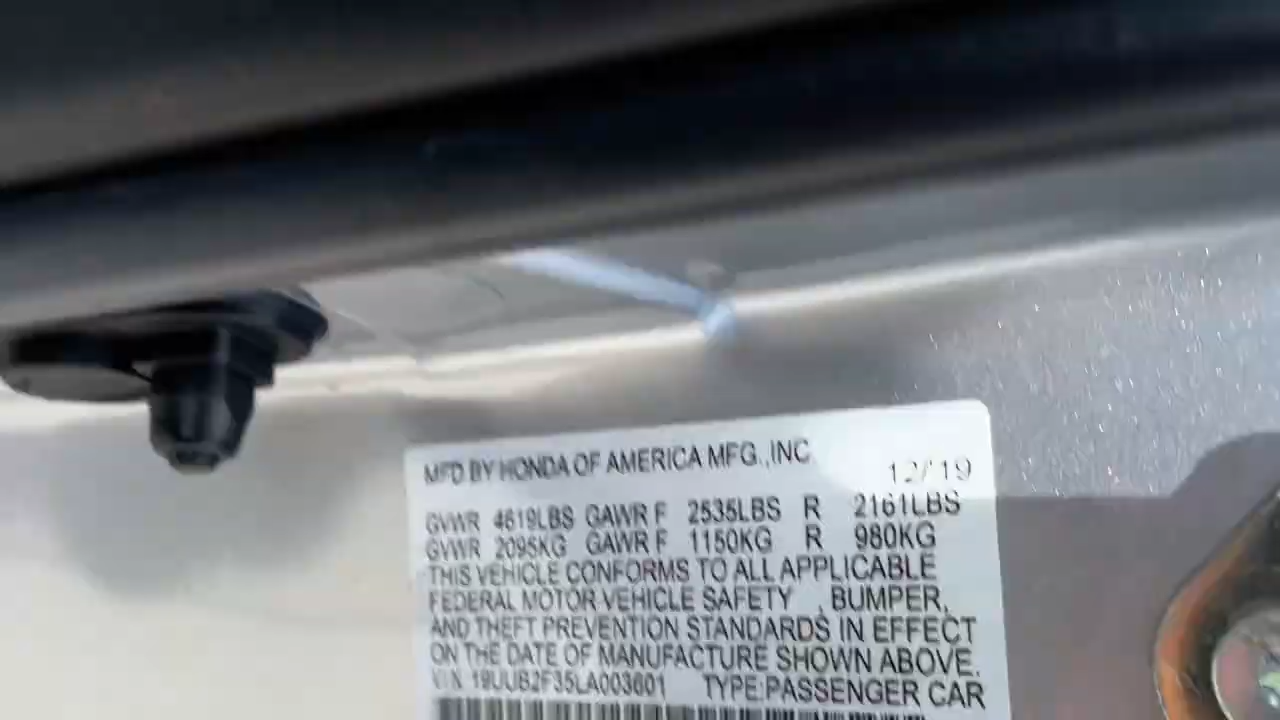 MFD BY HONDA OF AMERICA MFG.,INC
12/19
GVWR 4619LBS GAWR F 2535LBS R 2161LBS
GVWR 2095KG GAWR F 1150KG R 980KG
THIS VEHICLE CONFORMS TO ALL APPLICABLE
FEDERAL MOTOR VEHICLE SAFETY , BUMPER,
AND THEFT PREVENTION STANDARDS IN EFFECT
ON THE DATE OF MANUFACTURE SHOWN ABOVE.
V.I.N. 19UUB2F35LA003601 TYPE:PASSENGER CAR